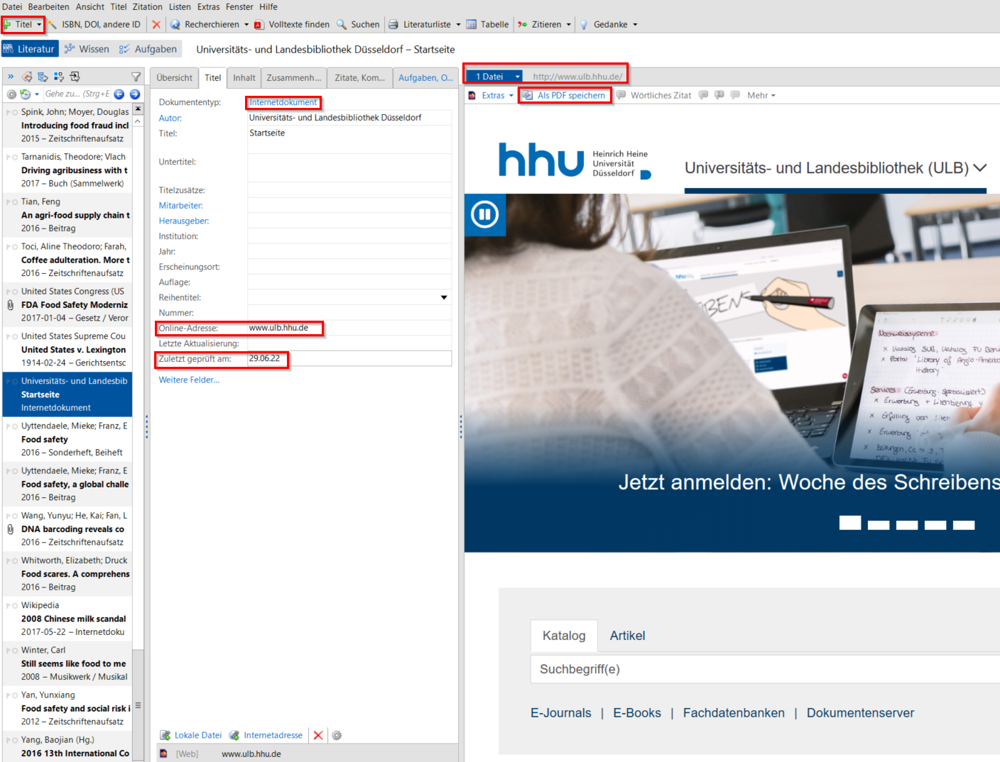 Datei Bearbeiten Ansicht Titel Zitation Listen Extras Fenster Hilfe
Titel ISBN, DOI, andere ID Recherchieren Volltexte finden Suchen Literaturliste Tabelle Zitieren Gedanke
Literatur Wissen Aufgaben Universitäts- und Landesbibliothek Düsseldorf – Startseite
Gehe zu... (Strg+E
Spink, John; Moyer, Douglas
Introducing food fraud incl
2015 – Zeitschriftenaufsatz
Tarnanidis, Theodore; Vlach
Driving agribusiness with t
2017 – Buch (Sammelwerk)
Tian, Feng
An agri-food supply chain t
2016 – Beitrag
Toci, Aline Theodoro; Farah,
Coffee adulteration. More t
2016 – Zeitschriftenaufsatz
United States Congress (US
FDA Food Safety Moderniz
2017-01-04 – Gesetz / Veror
United States Supreme Cou
United States v. Lexington
1914-02-24 – Gerichtsentsc
Universitäts- und Landesbib
Startseite
Internetdokument
Uyttendaele, Mieke; Franz, E
Food safety
2016 – Sonderheft, Beiheft
Uyttendaele, Mieke; Franz, E
Food safety, a global challe
2016 – Beitrag
Wang, Yunyu; He, Kai; Fan, L
DNA barcoding reveals co
2016 – Zeitschriftenaufsatz
Whitworth, Elizabeth; Druck
Food scares. A comprehens
2016 – Beitrag
Wikipedia
2008 Chinese milk scandal
2017-05-22 – Internetdoku
Winter, Carl
Still seems like food to me
2008 – Musikwerk / Musikal
Yan, Yunxiang
Food safety and social risk i
2012 – Zeitschriftenaufsatz
Yang, Baojian (Hg.)
2016 13th International Co
Übersicht Titel Inhalt Zusammenh... Zitate, Kom... Aufgaben, O...
Dokumententyp: Internetdokument
Autor: Universitäts- und Landesbibliothek Düsseldorf
Titel: Startseite
Untertitel:
Titelzusätze:
Mitarbeiter:
Herausgeber:
Institution:
Jahr:
Erscheinungsort:
Auflage:
Reihentitel:
Nummer:
Online-Adresse: www.ulb.hhu.de
Letzte Aktualisierung:
Zuletzt geprüft am: 29.06.22
Weitere Felder...
Lokale Datei Internetadresse
[Web] www.ulb.hhu.de
1 Datei http://www.ulb.hhu.de/
Extras Als PDF speichern Wörtliches Zitat Mehr
hhu Heinrich Heine
Universität
Düsseldorf
Universitäts- und Landesbibliothek (ULB)
hhu
Nachweissysteme:
x Katalog SUB, Katalog FU
x Portal 'Library of Anglo-
History'
Services
Jetzt anmelden: Woche des Schreibens
Katalog Artikel
Suchbegriff(e)
E-Journals | E-Books | Fachdatenbanken | Dokumentenserver